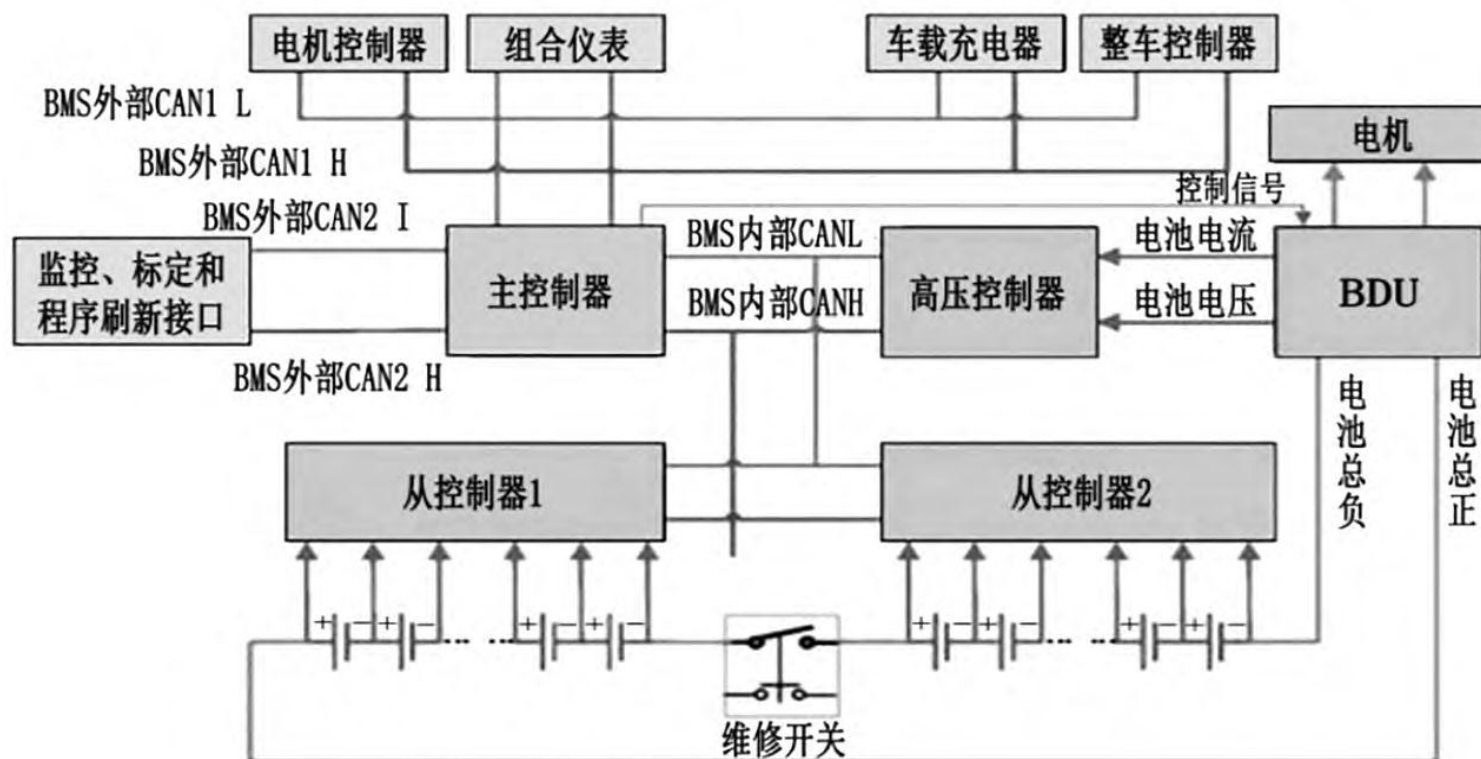 电机控制器
组合仪表
车载充电器
整车控制器
BMS外部CAN1 L
电机
BMS外部CAN1 H
控制信号
BMS外部CAN2 I
监控、标定和
程序刷新接口
主控制器
BMS内部CANL
BMS内部CANH
高压控制器
电池电流
电池电压
BDU
BMS外部CAN2 H
电池总负
电池总正
从控制器1
从控制器2
+ − + − ··· ··· + − + −
+ − + − ··· ··· + − + −
维修开关